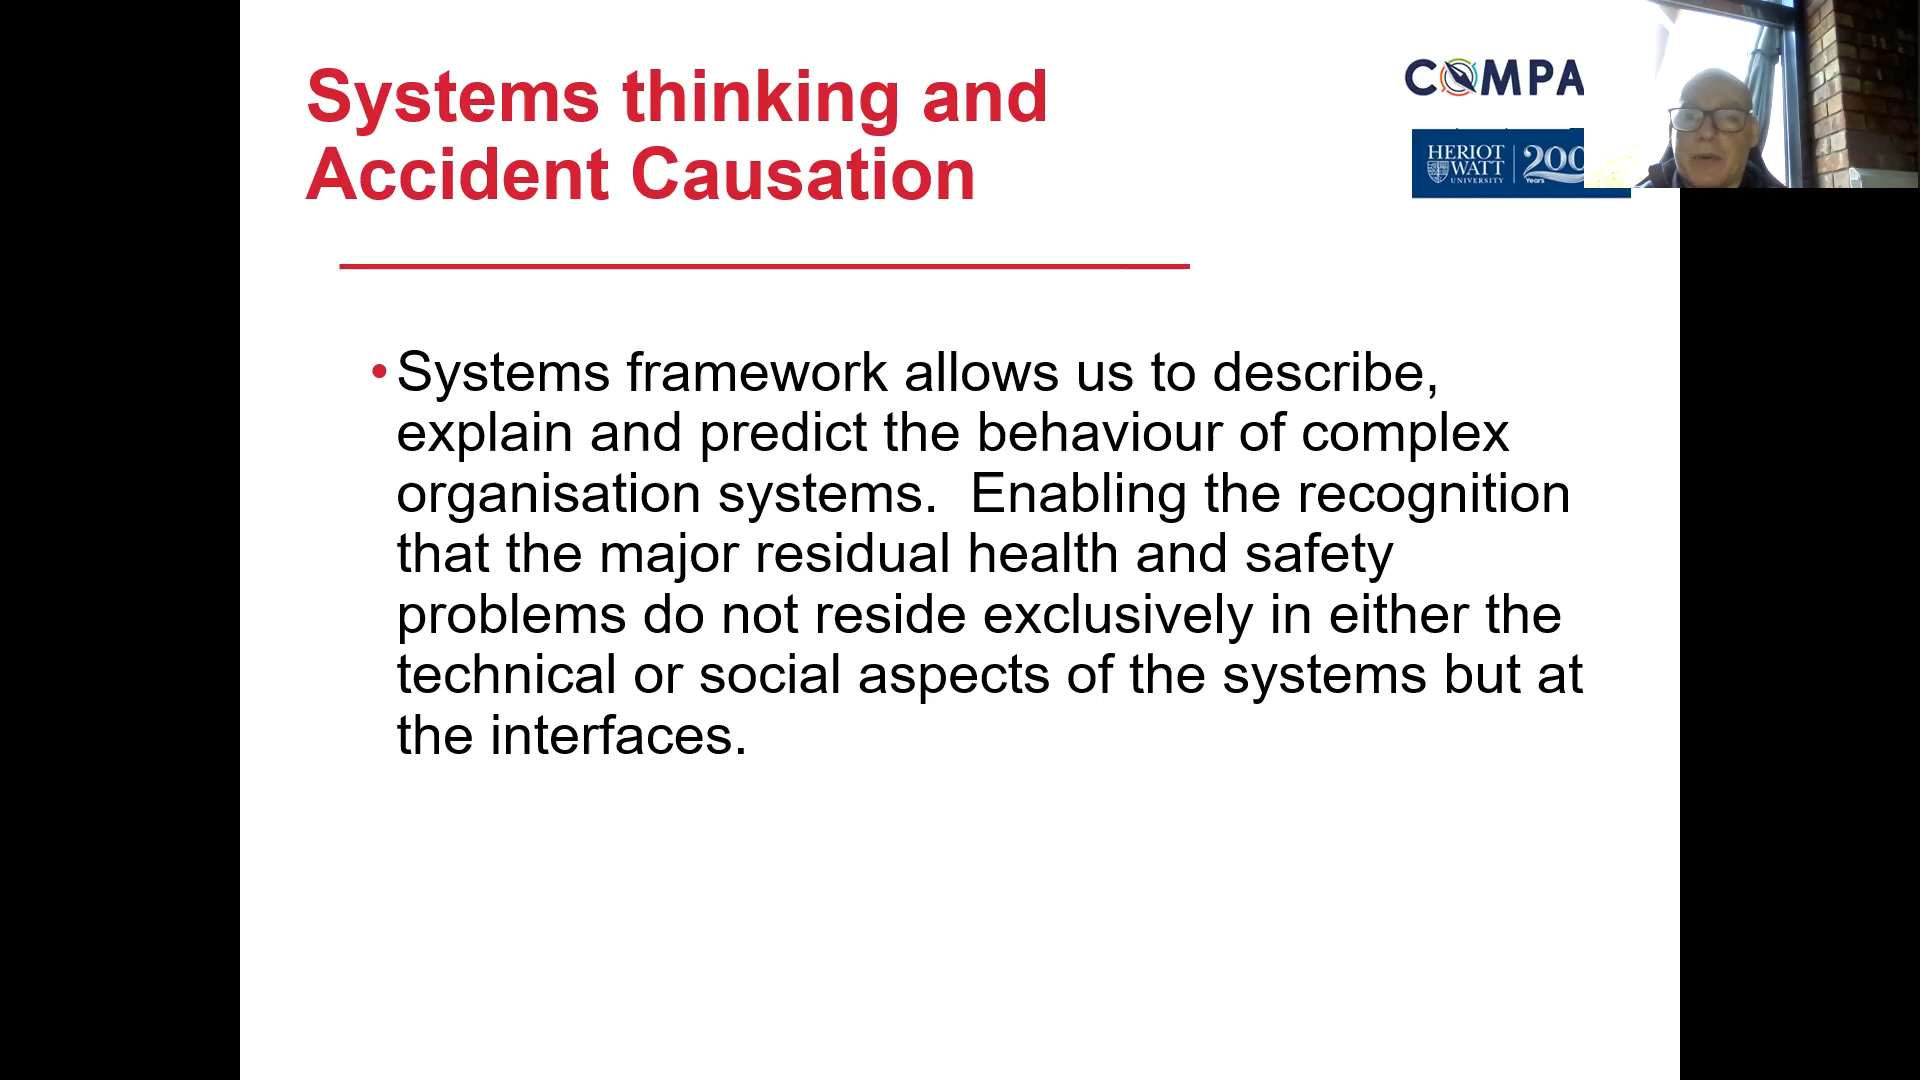 Systems thinking and
Accident Causation
COMPA
HERIOT
WATT
UNIVERSITY
200
Years
• Systems framework allows us to describe,
explain and predict the behaviour of complex
organisation systems.  Enabling the recognition
that the major residual health and safety
problems do not reside exclusively in either the
technical or social aspects of the systems but at
the interfaces.